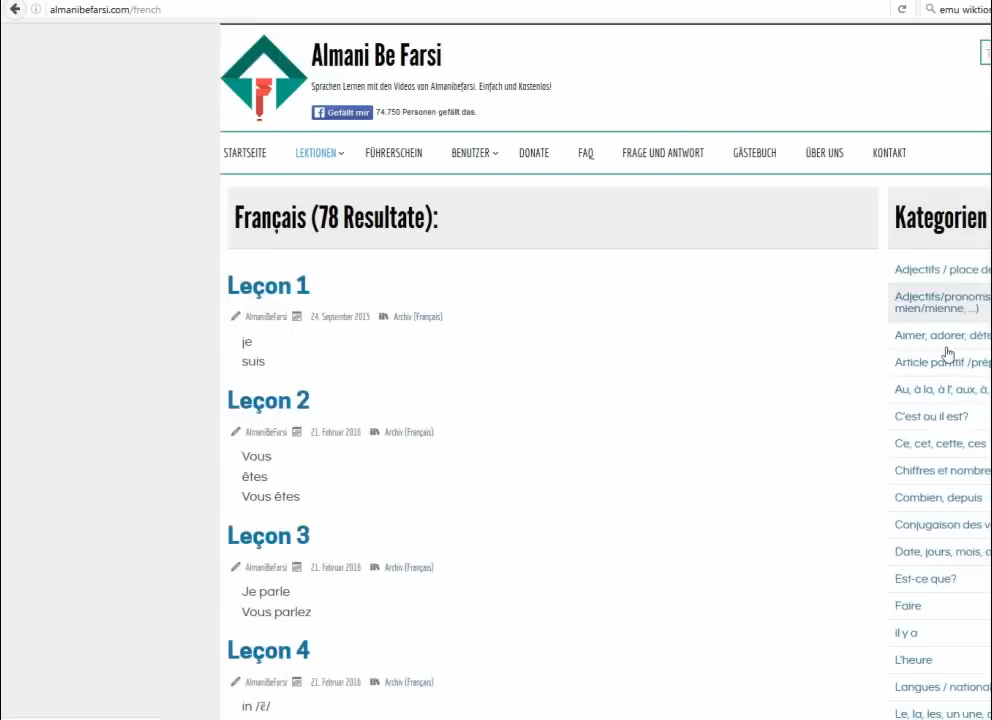 almanibefarsi.com/french
emu wiktion
Almani Be Farsi
Sprachen Lernen mit den Videos von Almanibefarsi. Einfach und Kostenlos!
Gefällt mir 74.750 Personen gefällt das.
STARTSEITE LEKTIONEN FÜHRERSCHEIN BENUTZER DONATE FAQ FRAGE UND ANTWORT GÄSTEBUCH ÜBER UNS KONTAKT
Français (78 Resultate):
Leçon 1
AlmaniBeFarsi 24. September 2015 Archiv (Français)
je
suis
Leçon 2
AlmaniBeFarsi 21. Februar 2016 Archiv (Français)
Vous
êtes
Vous êtes
Leçon 3
AlmaniBeFarsi 21. Februar 2016 Archiv (Français)
Je parle
Vous parlez
Leçon 4
AlmaniBeFarsi 21. Februar 2016 Archiv (Français)
in /ɛ̃/
Kategorien
Adjectifs / place de
Adjectifs/pronoms
mien/mienne, ...)
Aimer, adorer, déte
Article /pré
Au, à la, à l', aux, à,
C'est ou il est?
Ce, cet, cette, ces
Chiffres et nombre
Combien, depuis
Conjugaison des v
Date, jours, mois,
Est-ce que?
Faire
il y a
L'heure
Langues / national
Le, la, les, un une,